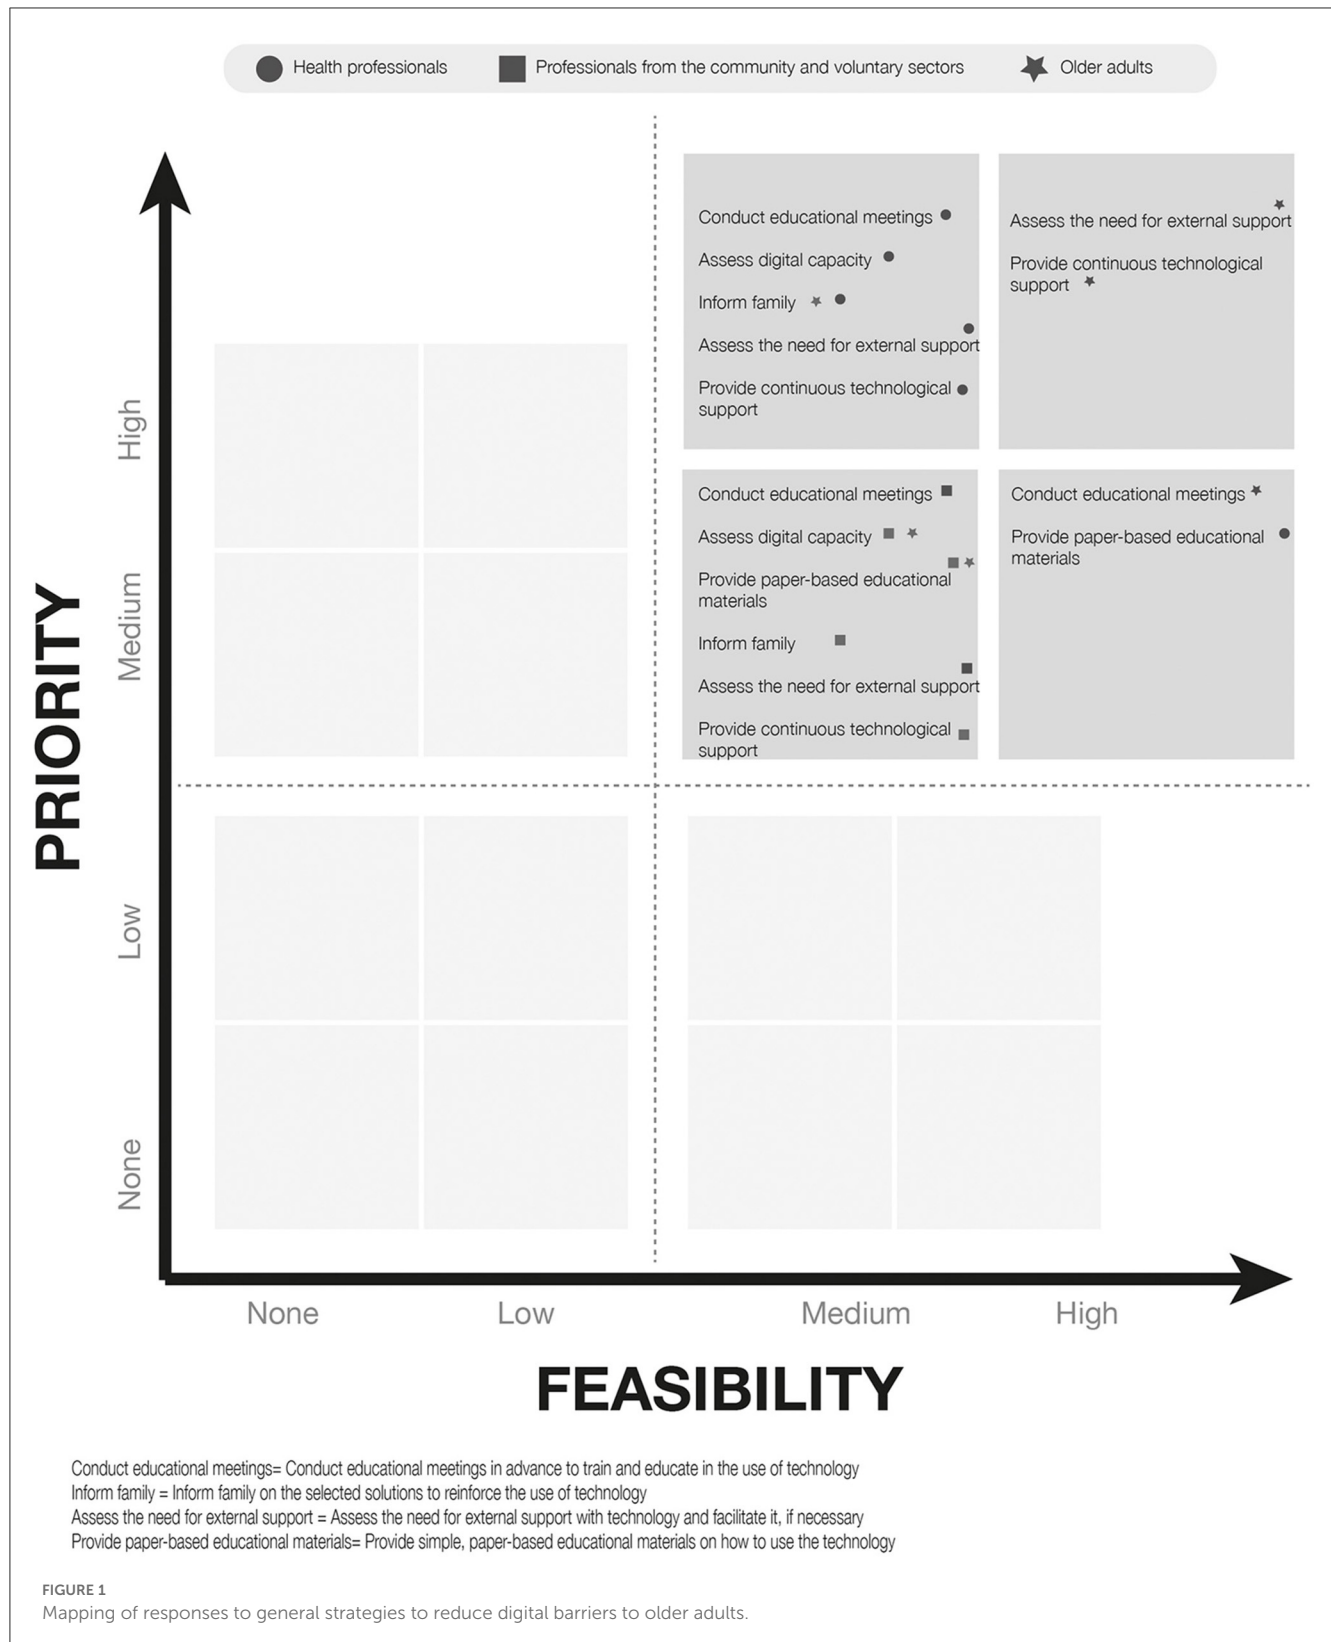 Health professionals
Professionals from the community and voluntary sectors
Older adults
Conduct educational meetings
Assess digital capacity
Inform family
Assess the need for external support
Provide continuous technological
support
Assess the need for external support
Provide continuous technological
support
Conduct educational meetings
Assess digital capacity
Provide paper-based educational
materials
Inform family
Assess the need for external support
Provide continuous technological
support
Conduct educational meetings
Provide paper-based educational
materials
PRIORITY
High
Medium
Low
None
None
Low
Medium
High
FEASIBILITY
Conduct educational meetings= Conduct educational meetings in advance to train and educate in the use of technology
Inform family = Inform family on the selected solutions to reinforce the use of technology
Assess the need for external support = Assess the need for external support with technology and facilitate it, if necessary
Provide paper-based educational materials= Provide simple, paper-based educational materials on how to use the technology
FIGURE 1
Mapping of responses to general strategies to reduce digital barriers to older adults.